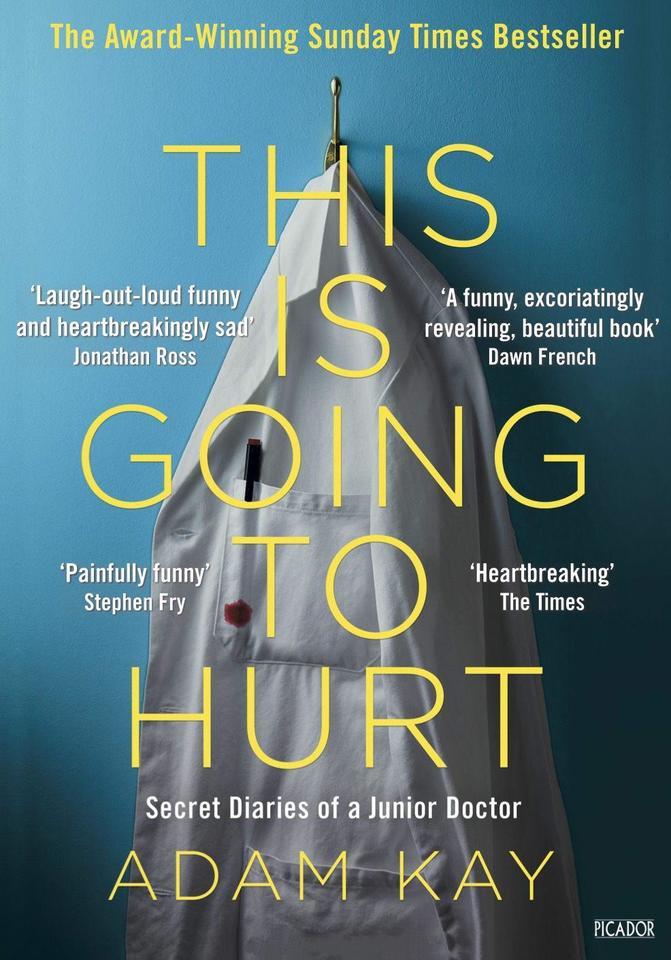 The Award-Winning Sunday Times Bestseller
THIS
‘Laugh-out-loud funny
and heartbreakingly sad’
Jonathan Ross
IS
‘A funny, excoriatingly
revealing, beautiful book’
Dawn French
GOING
‘Painfully funny’
Stephen Fry
TO
‘Heartbreaking’
The Times
HURT
Secret Diaries of a Junior Doctor
ADAM KAY
PICADOR